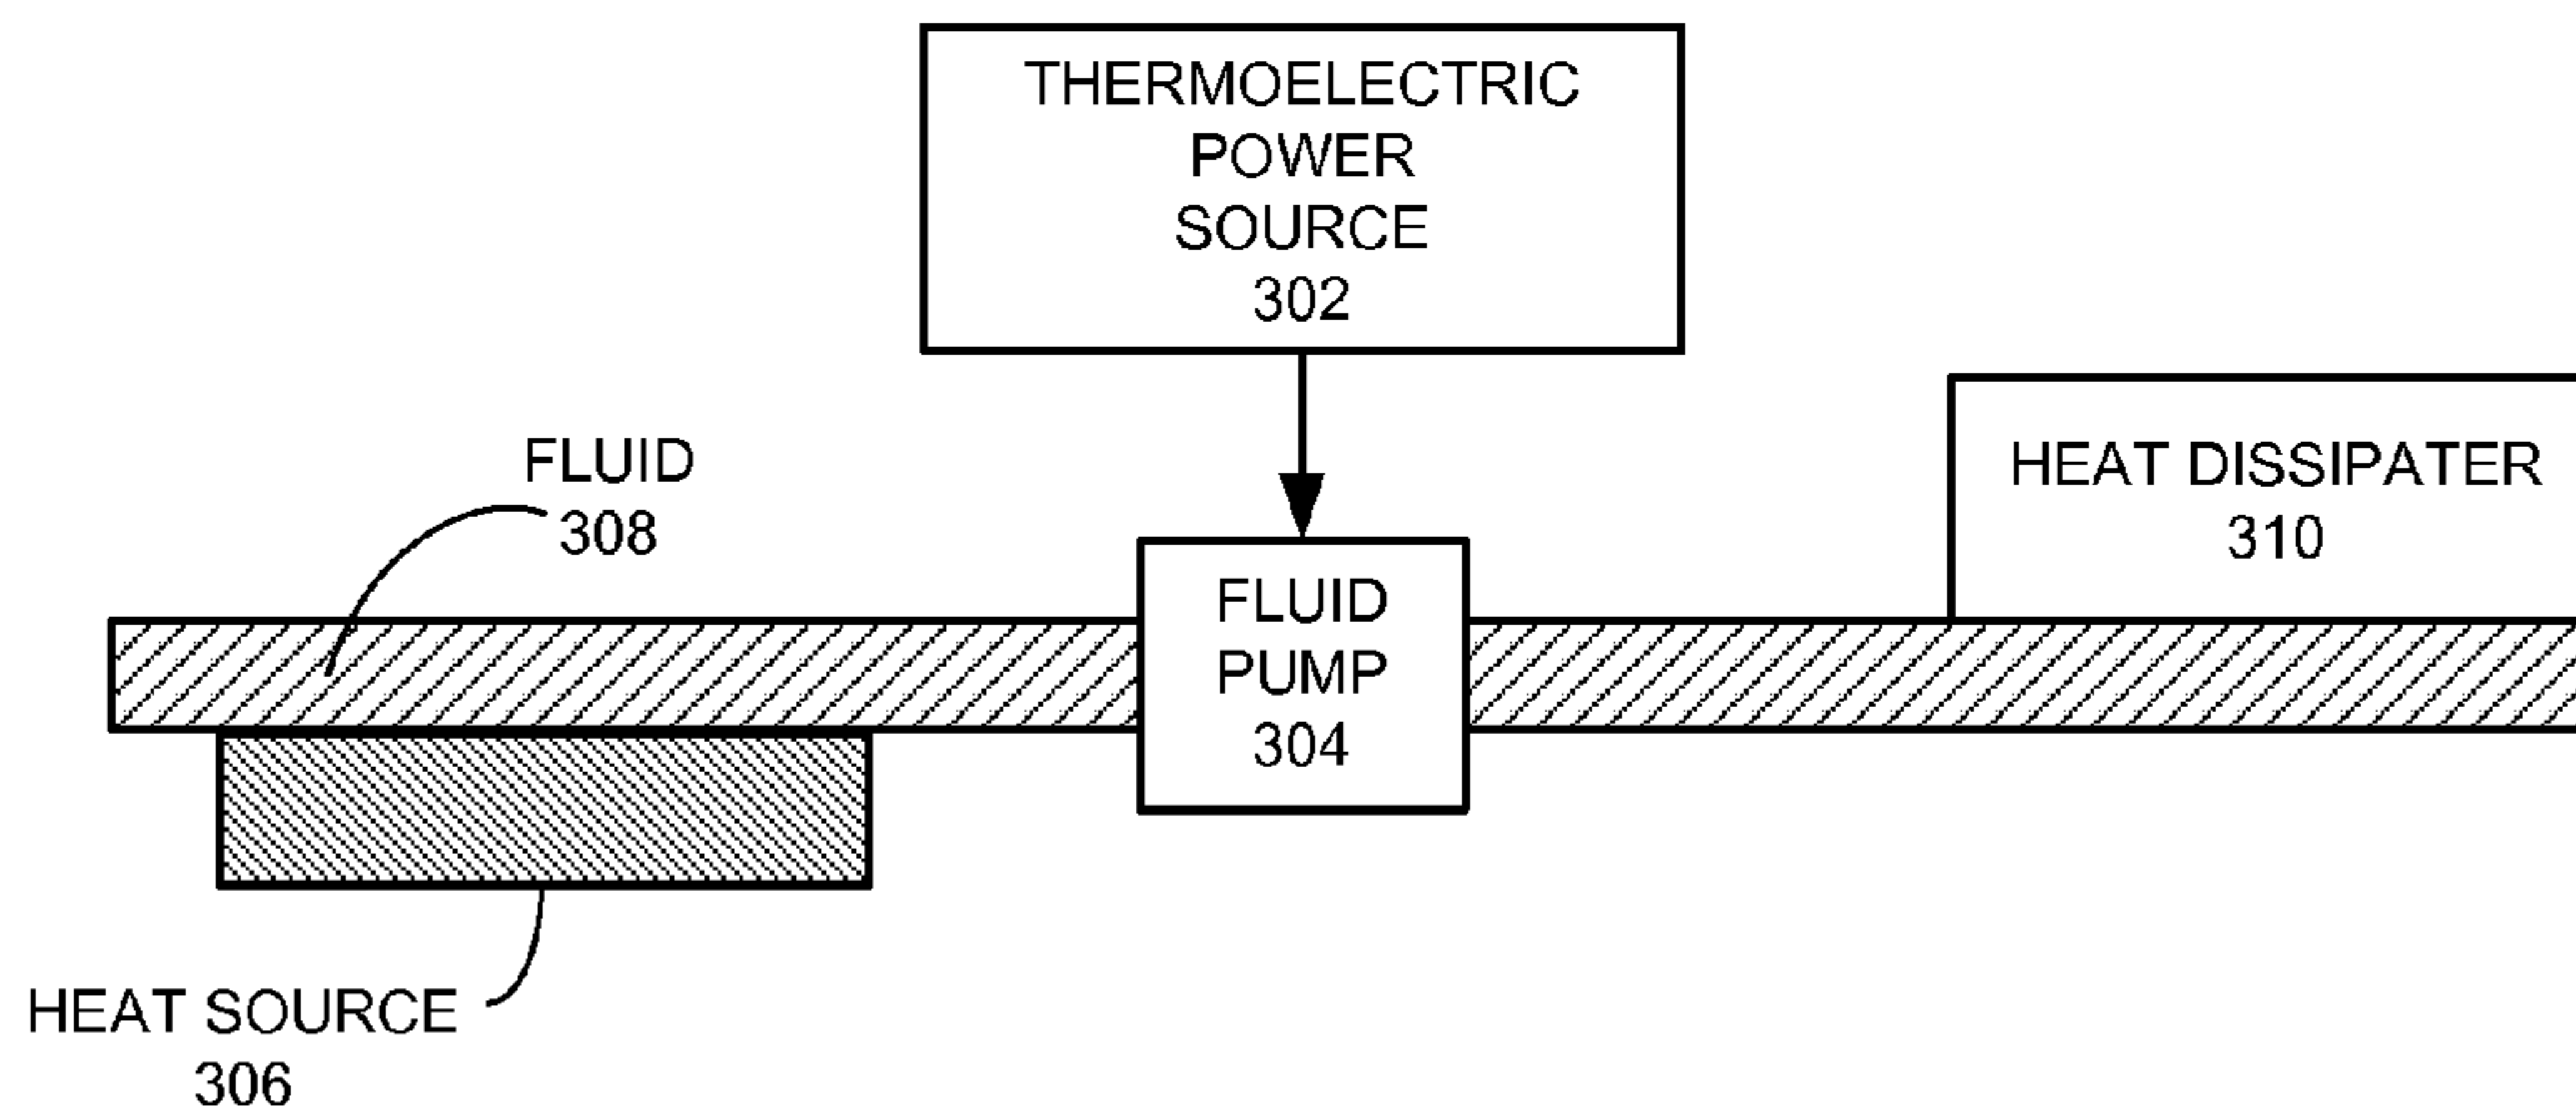 THERMOELECTRIC
POWER
SOURCE
302
FLUID
308
HEAT DISSIPATER
310
FLUID
PUMP
304
HEAT SOURCE
306